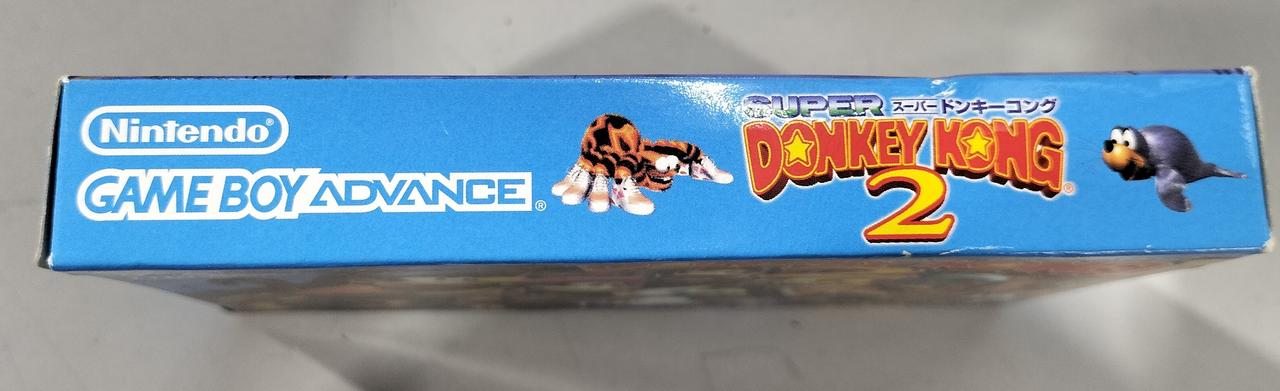 Nintendo®
GAME BOY ADVANCE®
SUPER スーパードンキーコング
DONKEY KONG®
2